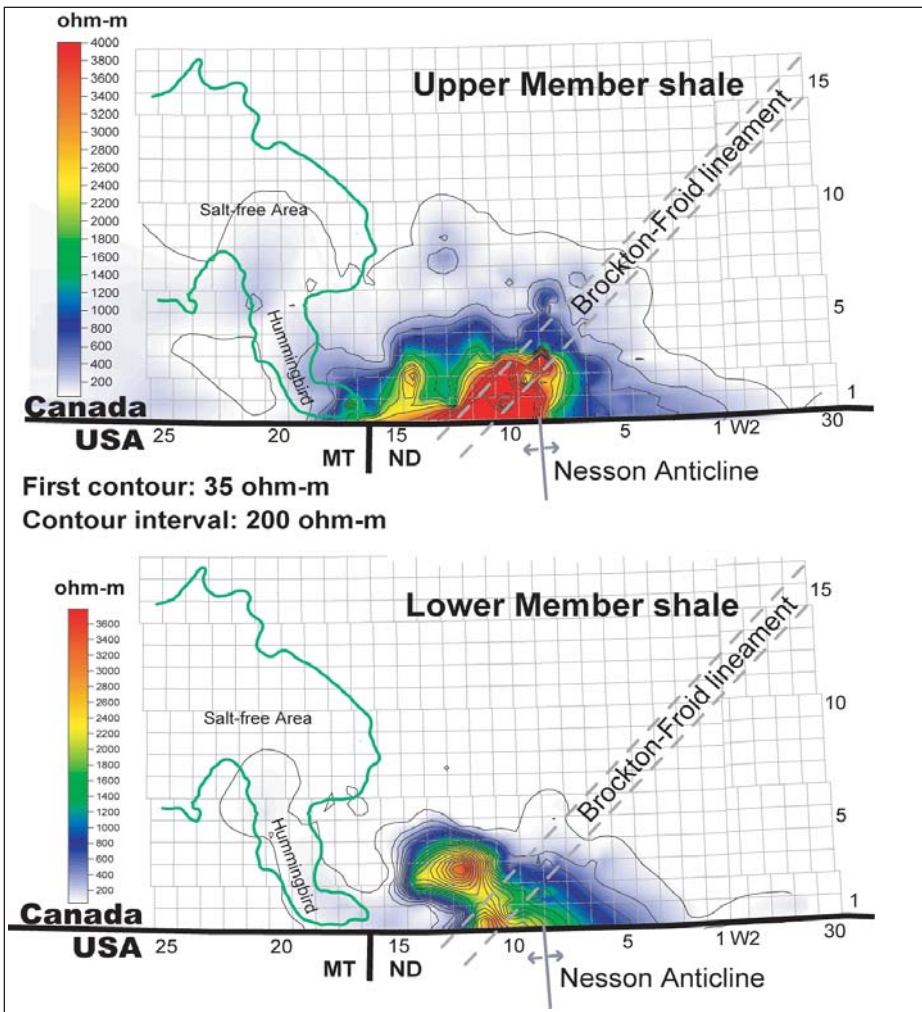 ohm-m
4000
3800
3600
3400
3200
3000
2800
2600
2400
2200
2000
1800
1600
1400
1200
1000
800
600
400
200
Upper Member shale
Brockton-Froid lineament
15
10
5
1
Salt-free Area
Hummingbird
Canada
USA
25
20
15
10
5
1 W2
30
MT
ND
Nesson Anticline
First contour: 35 ohm-m
Contour interval: 200 ohm-m
ohm-m
3600
3400
3200
3000
2800
2600
2400
2200
2000
1800
1600
1400
1200
1000
800
600
400
200
Lower Member shale
Brockton-Froid lineament
15
10
5
1
Salt-free Area
Hummingbird
Canada
USA
25
20
15
10
5
1 W2
30
MT
ND
Nesson Anticline